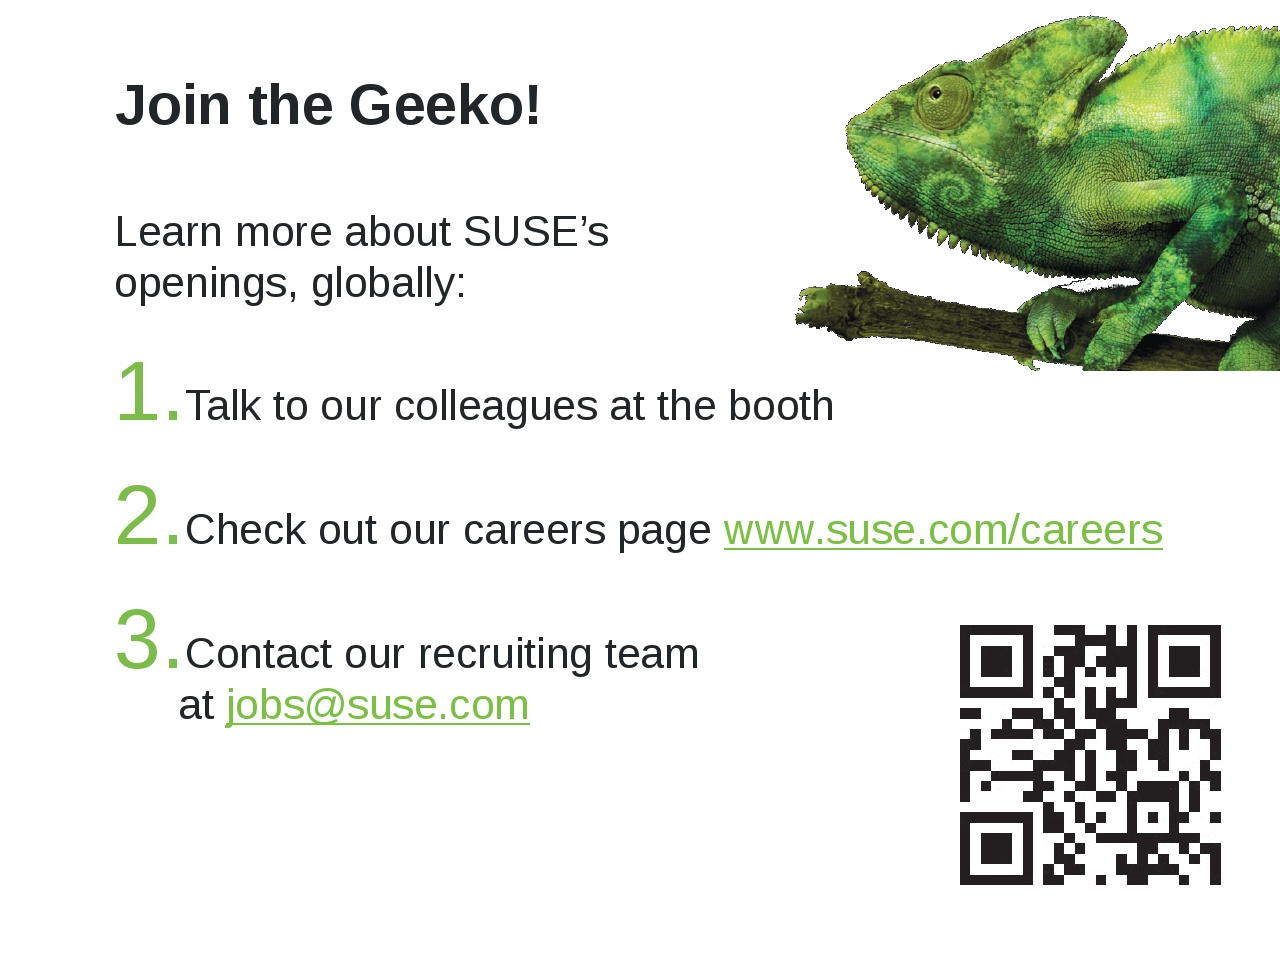 Join the Geeko!
Learn more about SUSE’s
openings, globally:
1. Talk to our colleagues at the booth
2. Check out our careers page www.suse.com/careers
3. Contact our recruiting team
at jobs@suse.com